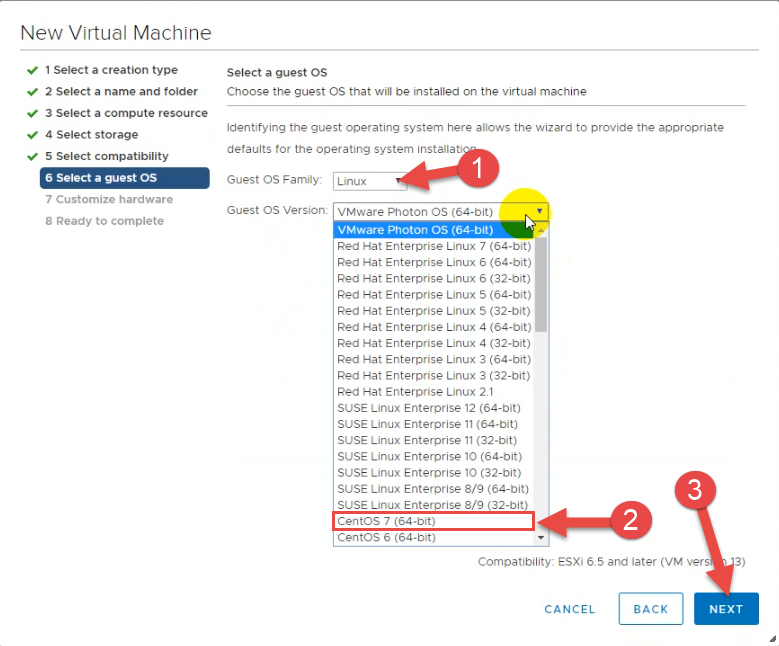 New Virtual Machine
1 Select a creation type
2 Select a name and folder
3 Select a compute resource
4 Select storage
5 Select compatibility
6 Select a guest OS
7 Customize hardware
8 Ready to complete
Select a guest OS
Choose the guest OS that will be installed on the virtual machine
Identifying the guest operating system here allows the wizard to provide the appropriate
defaults for the operating system installation.
1
Guest OS Family: Linux
Guest OS Version: VMware Photon OS (64-bit)
VMware Photon OS (64-bit)
Red Hat Enterprise Linux 7 (64-bit)
Red Hat Enterprise Linux 6 (64-bit)
Red Hat Enterprise Linux 6 (32-bit)
Red Hat Enterprise Linux 5 (64-bit)
Red Hat Enterprise Linux 5 (32-bit)
Red Hat Enterprise Linux 4 (64-bit)
Red Hat Enterprise Linux 4 (32-bit)
Red Hat Enterprise Linux 3 (64-bit)
Red Hat Enterprise Linux 3 (32-bit)
Red Hat Enterprise Linux 2.1
SUSE Linux Enterprise 12 (64-bit)
SUSE Linux Enterprise 11 (64-bit)
SUSE Linux Enterprise 11 (32-bit)
SUSE Linux Enterprise 10 (64-bit)
SUSE Linux Enterprise 10 (32-bit)
SUSE Linux Enterprise 8/9 (64-bit)
SUSE Linux Enterprise 8/9 (32-bit)
CentOS 7 (64-bit)
2
CentOS 6 (64-bit)
3
Compatibility: ESXi 6.5 and later (VM version 13)
CANCEL BACK NEXT